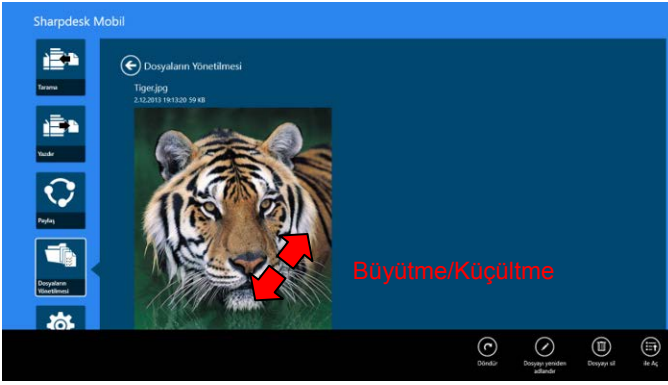 Sharpdesk Mobil
Tarama
Yazdır
Paylaş
Dosyaların
Yönetilmesi
Dosyaların Yönetilmesi
Tiger.jpg
2.12.2013 19:13:20 59 KB
Büyütme/Küçültme
Döndür
Dosyayı yeniden
adlandır
Dosyayı sil
ile Aç